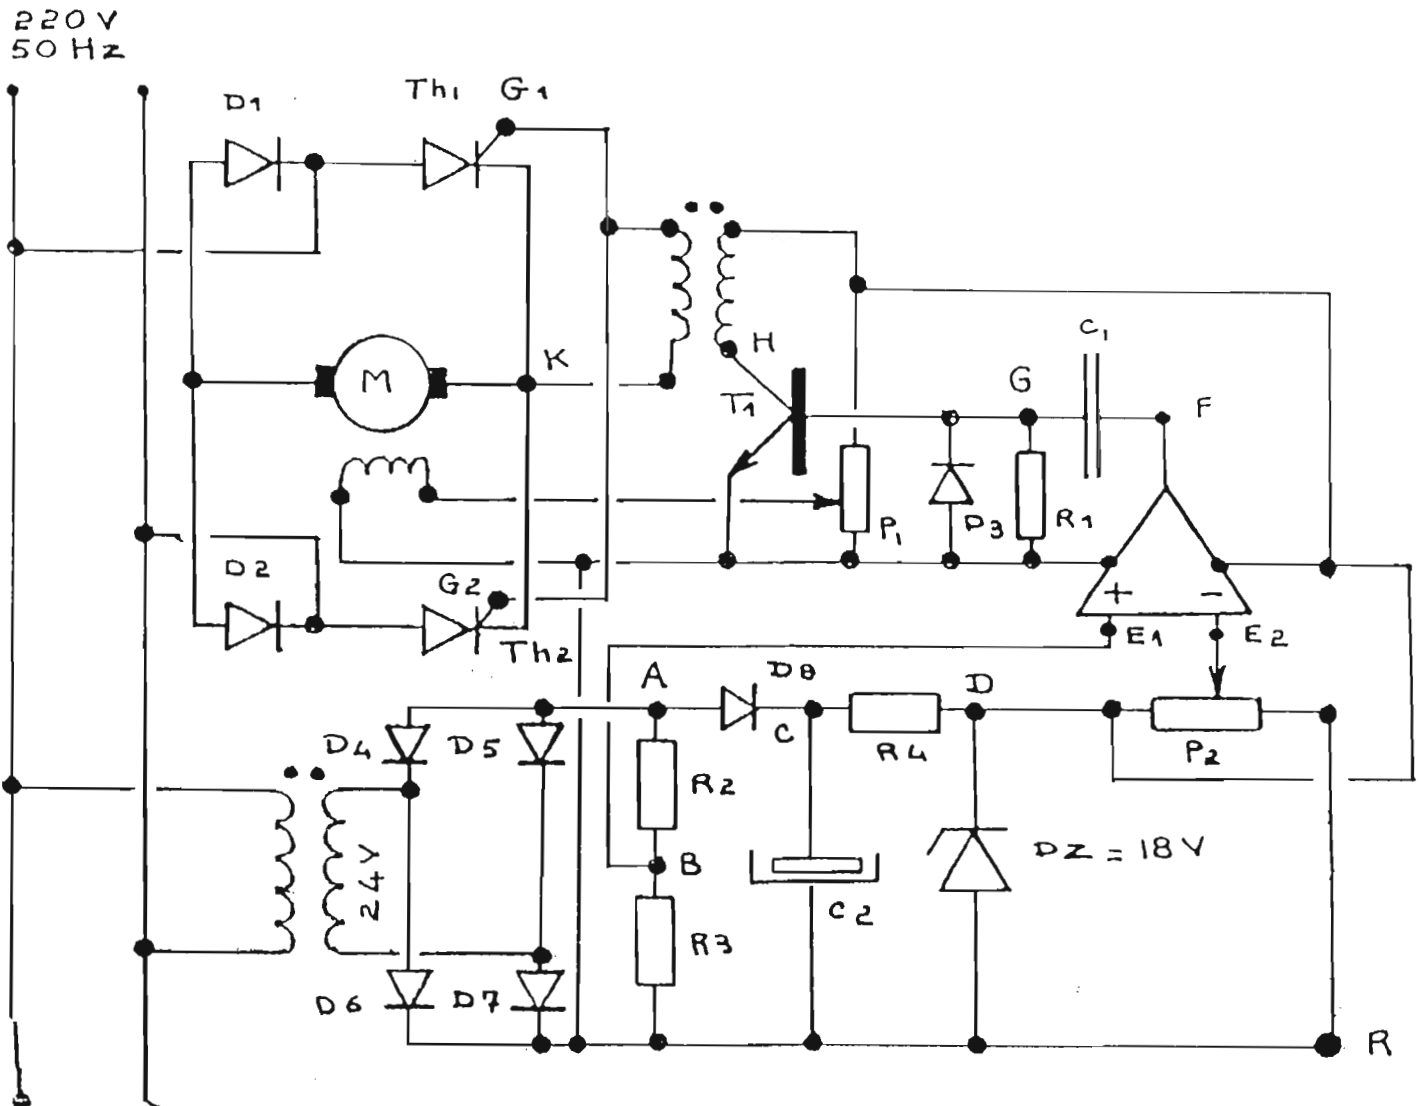 220V
50Hz
D1
Th1
G1
H
K
M
T1
C1
G
F
P1
D3
R1
D2
G2
Th2
+
−
E1
E2
A
D8
C
R4
D
P2
D4
D5
R2
24V
B
DZ = 18V
C2
R3
D6
D7
R